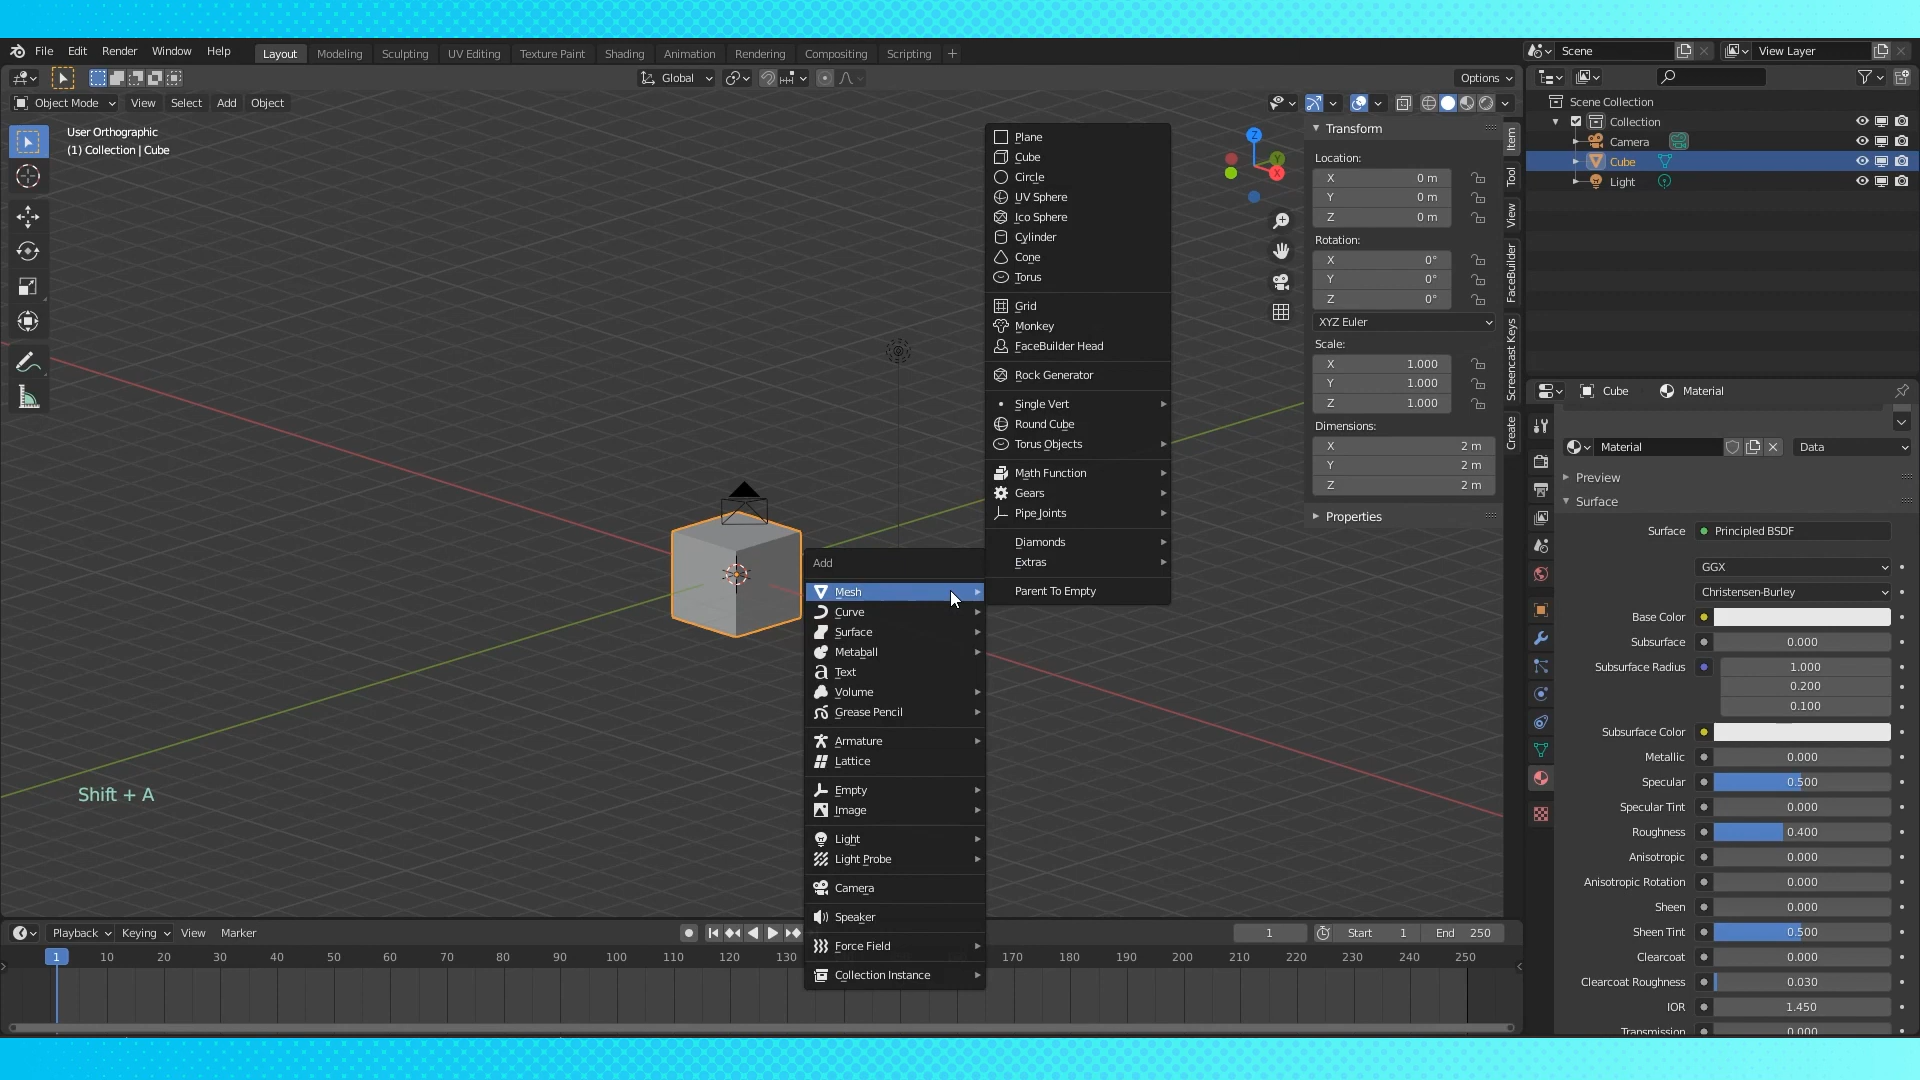 File Edit Render Window Help
Layout Modeling Sculpting UV Editing Texture Paint Shading Animation Rendering Compositing Scripting +
Scene
View Layer
Global
Options
Object Mode View Select Add Object
User Orthographic
(1) Collection | Cube
Z
Y
X
Plane
Cube
Circle
UV Sphere
Ico Sphere
Cylinder
Cone
Torus
Grid
Monkey
FaceBuilder Head
Rock Generator
Single Vert
Round Cube
Torus Objects
Math Function
Gears
Pipe Joints
Diamonds
Extras
Parent To Empty
Add
Mesh
Curve
Surface
Metaball
Text
Volume
Grease Pencil
Armature
Lattice
Empty
Image
Light
Light Probe
Camera
Speaker
Force Field
Collection Instance
Shift + A
Transform
Location:
X 0 m
Y 0 m
Z 0 m
Rotation:
X 0°
Y 0°
Z 0°
XYZ Euler
Scale:
X 1.000
Y 1.000
Z 1.000
Dimensions:
X 2 m
Y 2 m
Z 2 m
Properties
Item
Tool
View
FaceBuilder
Screencast Keys
Create
Scene Collection
Collection
Camera
Cube
Light
Cube Material
Material
Data
Preview
Surface
Surface Principled BSDF
GGX
Christensen-Burley
Base Color
Subsurface 0.000
Subsurface Radius 1.000
0.200
0.100
Subsurface Color
Metallic 0.000
Specular 0.500
Specular Tint 0.000
Roughness 0.400
Anisotropic 0.000
Anisotropic Rotation 0.000
Sheen 0.000
Sheen Tint 0.500
Clearcoat 0.000
Clearcoat Roughness 0.030
IOR 1.450
Transmission 0.000
Playback Keying View Marker
1
Start 1
End 250
1 10 20 30 40 50 60 70 80 90 100 110 120 130 170 180 190 200 210 220 230 240 250